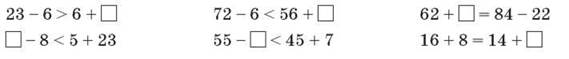 23 − 6 > 6 + □ 72 − 6 < 56 + □ 62 + □ = 84 − 22
□ − 8 < 5 + 23 55 − □ < 45 + 7 16 + 8 = 14 + □